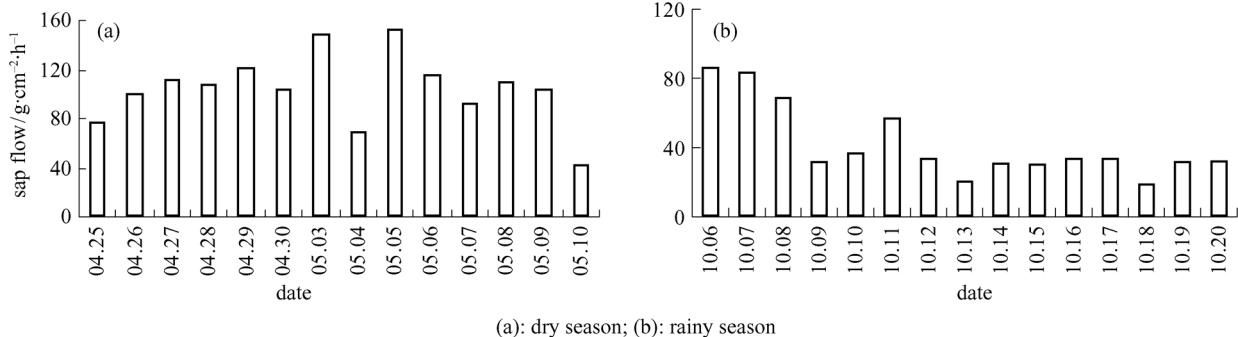 (a)
sap flow/g·cm⁻²·h⁻¹
160
120
80
40
0
04.25 04.26 04.27 04.28 04.29 04.30 05.03 05.04 05.05 05.06 05.07 05.08 05.09 05.10
date
(b)
120
80
40
0
10.06 10.07 10.08 10.09 10.10 10.11 10.12 10.13 10.14 10.15 10.16 10.17 10.18 10.19 10.20
date
(a): dry season; (b): rainy season